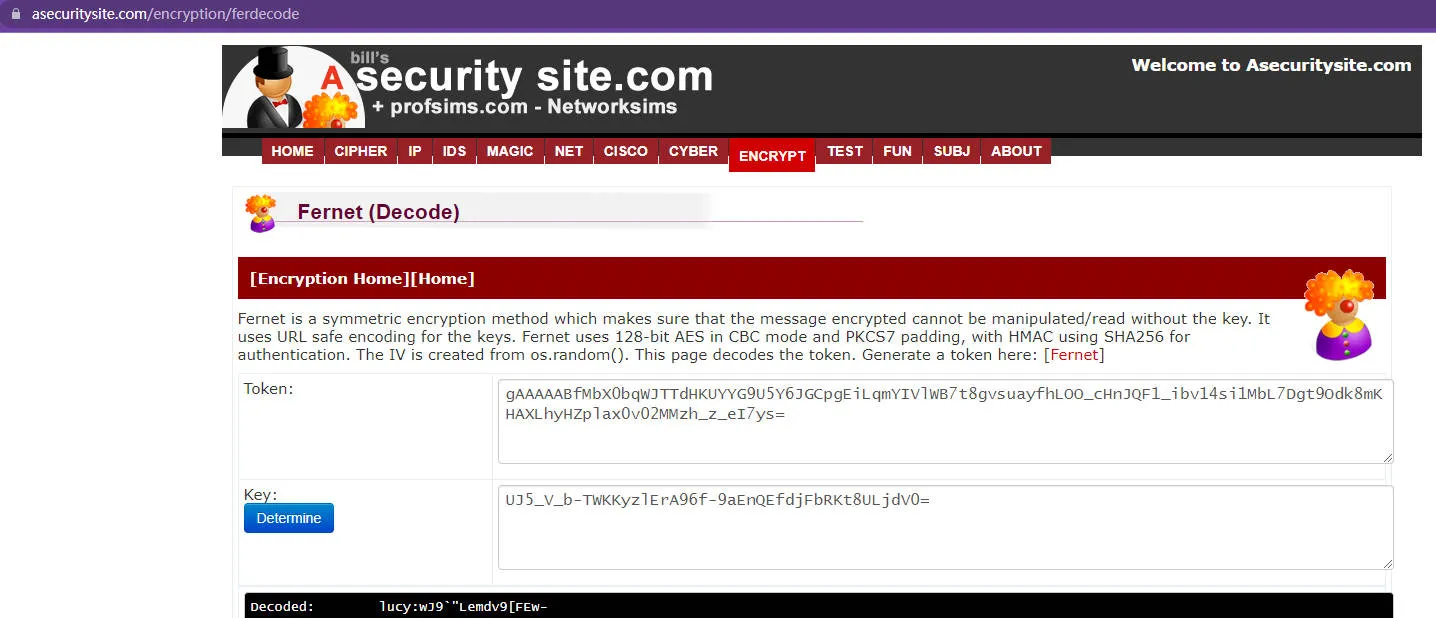 asecuritysite.com/encryption/ferdecode
bill's
A security site.com
+ profsims.com - Networksims
Welcome to Asecuritysite.com
HOME CIPHER IP IDS MAGIC NET CISCO CYBER ENCRYPT TEST FUN SUBJ ABOUT
Fernet (Decode)
[Encryption Home][Home]
Fernet is a symmetric encryption method which makes sure that the message encrypted cannot be manipulated/read without the key. It
uses URL safe encoding for the keys. Fernet uses 128-bit AES in CBC mode and PKCS7 padding, with HMAC using SHA256 for
authentication. The IV is created from os.random(). This page decodes the token. Generate a token here: [Fernet]
Token:
gAAAAABfMbX0bqWJTTdHKUYYG9U5Y6JGCpgEiLqmYIVlWB7t8gvsuayfhLOO_cHnJQF1_ibv14si1MbL7Dgt9Odk8mK
HAXLhyHZplax0v02MMzh_z_eI7ys=
Key:
UJ5_V_b-TWKKyzlErA96f-9aEnQEfdjFbRKt8ULjdV0=
Determine
Decoded: lucy:wJ9`"Lemdv9[FEw-